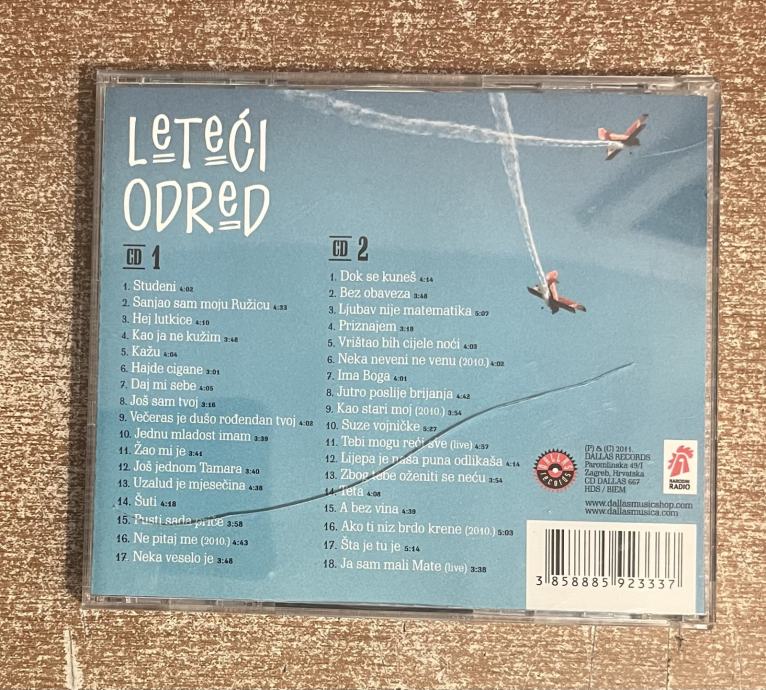 LeTeĆI
ODReD
CD 1
1. Studeni 4:02
2. Sanjao sam moju Ružicu 4:33
3. Hej lutkice 4:10
4. Kao ja ne kužim 3:48
5. Kažu 4:04
6. Hajde cigane 3:01
7. Daj mi sebe 4:05
8. Još sam tvoj 3:16
9. Večeras je dušo rođendan tvoj 4:02
10. Jednu mladost imam 3:39
11. Žao mi je 3:41
12. Još jednom Tamara 3:40
13. Uzalud je mjesečina 4:38
14. Šuti 4:18
15. Pusti sada priče 3:58
16. Ne pitaj me (2010.) 4:43
17. Neka veselo je 3:46
CD 2
1. Dok se kuneš 4:14
2. Bez obaveza 3:48
3. Ljubav nije matematika 5:07
4. Priznajem 3:18
5. Vrištao bih cijele noći 4:03
6. Neka neveni ne venu (2010.) 4:02
7. Ima Boga 4:01
8. Jutro poslije brijanja 4:42
9. Kao stari moj (2010.) 3:54
10. Suze vojničke 5:27
11. Tebi mogu reći sve (live) 4:57
12. Lijepa je naša puna odlikaša 4:14
13. Zbog tebe oženiti se neću 3:54
14. Teta 4:08
15. A bez vina 4:39
16. Ako ti niz brdo krene (2010.) 5:03
17. Šta je tu je 5:14
18. Ja sam mali Mate (live) 3:38
DALLAS
RECORDS
(P) & (C) 2011.
DALLAS RECORDS
Paromlinska 49/I
Zagreb, Hrvatska
CD DALLAS 667
HDS / BIEM
NARODNI
RADIO
www.dallasmusicshop.com
www.dallasmusica.com
3 858885 923337